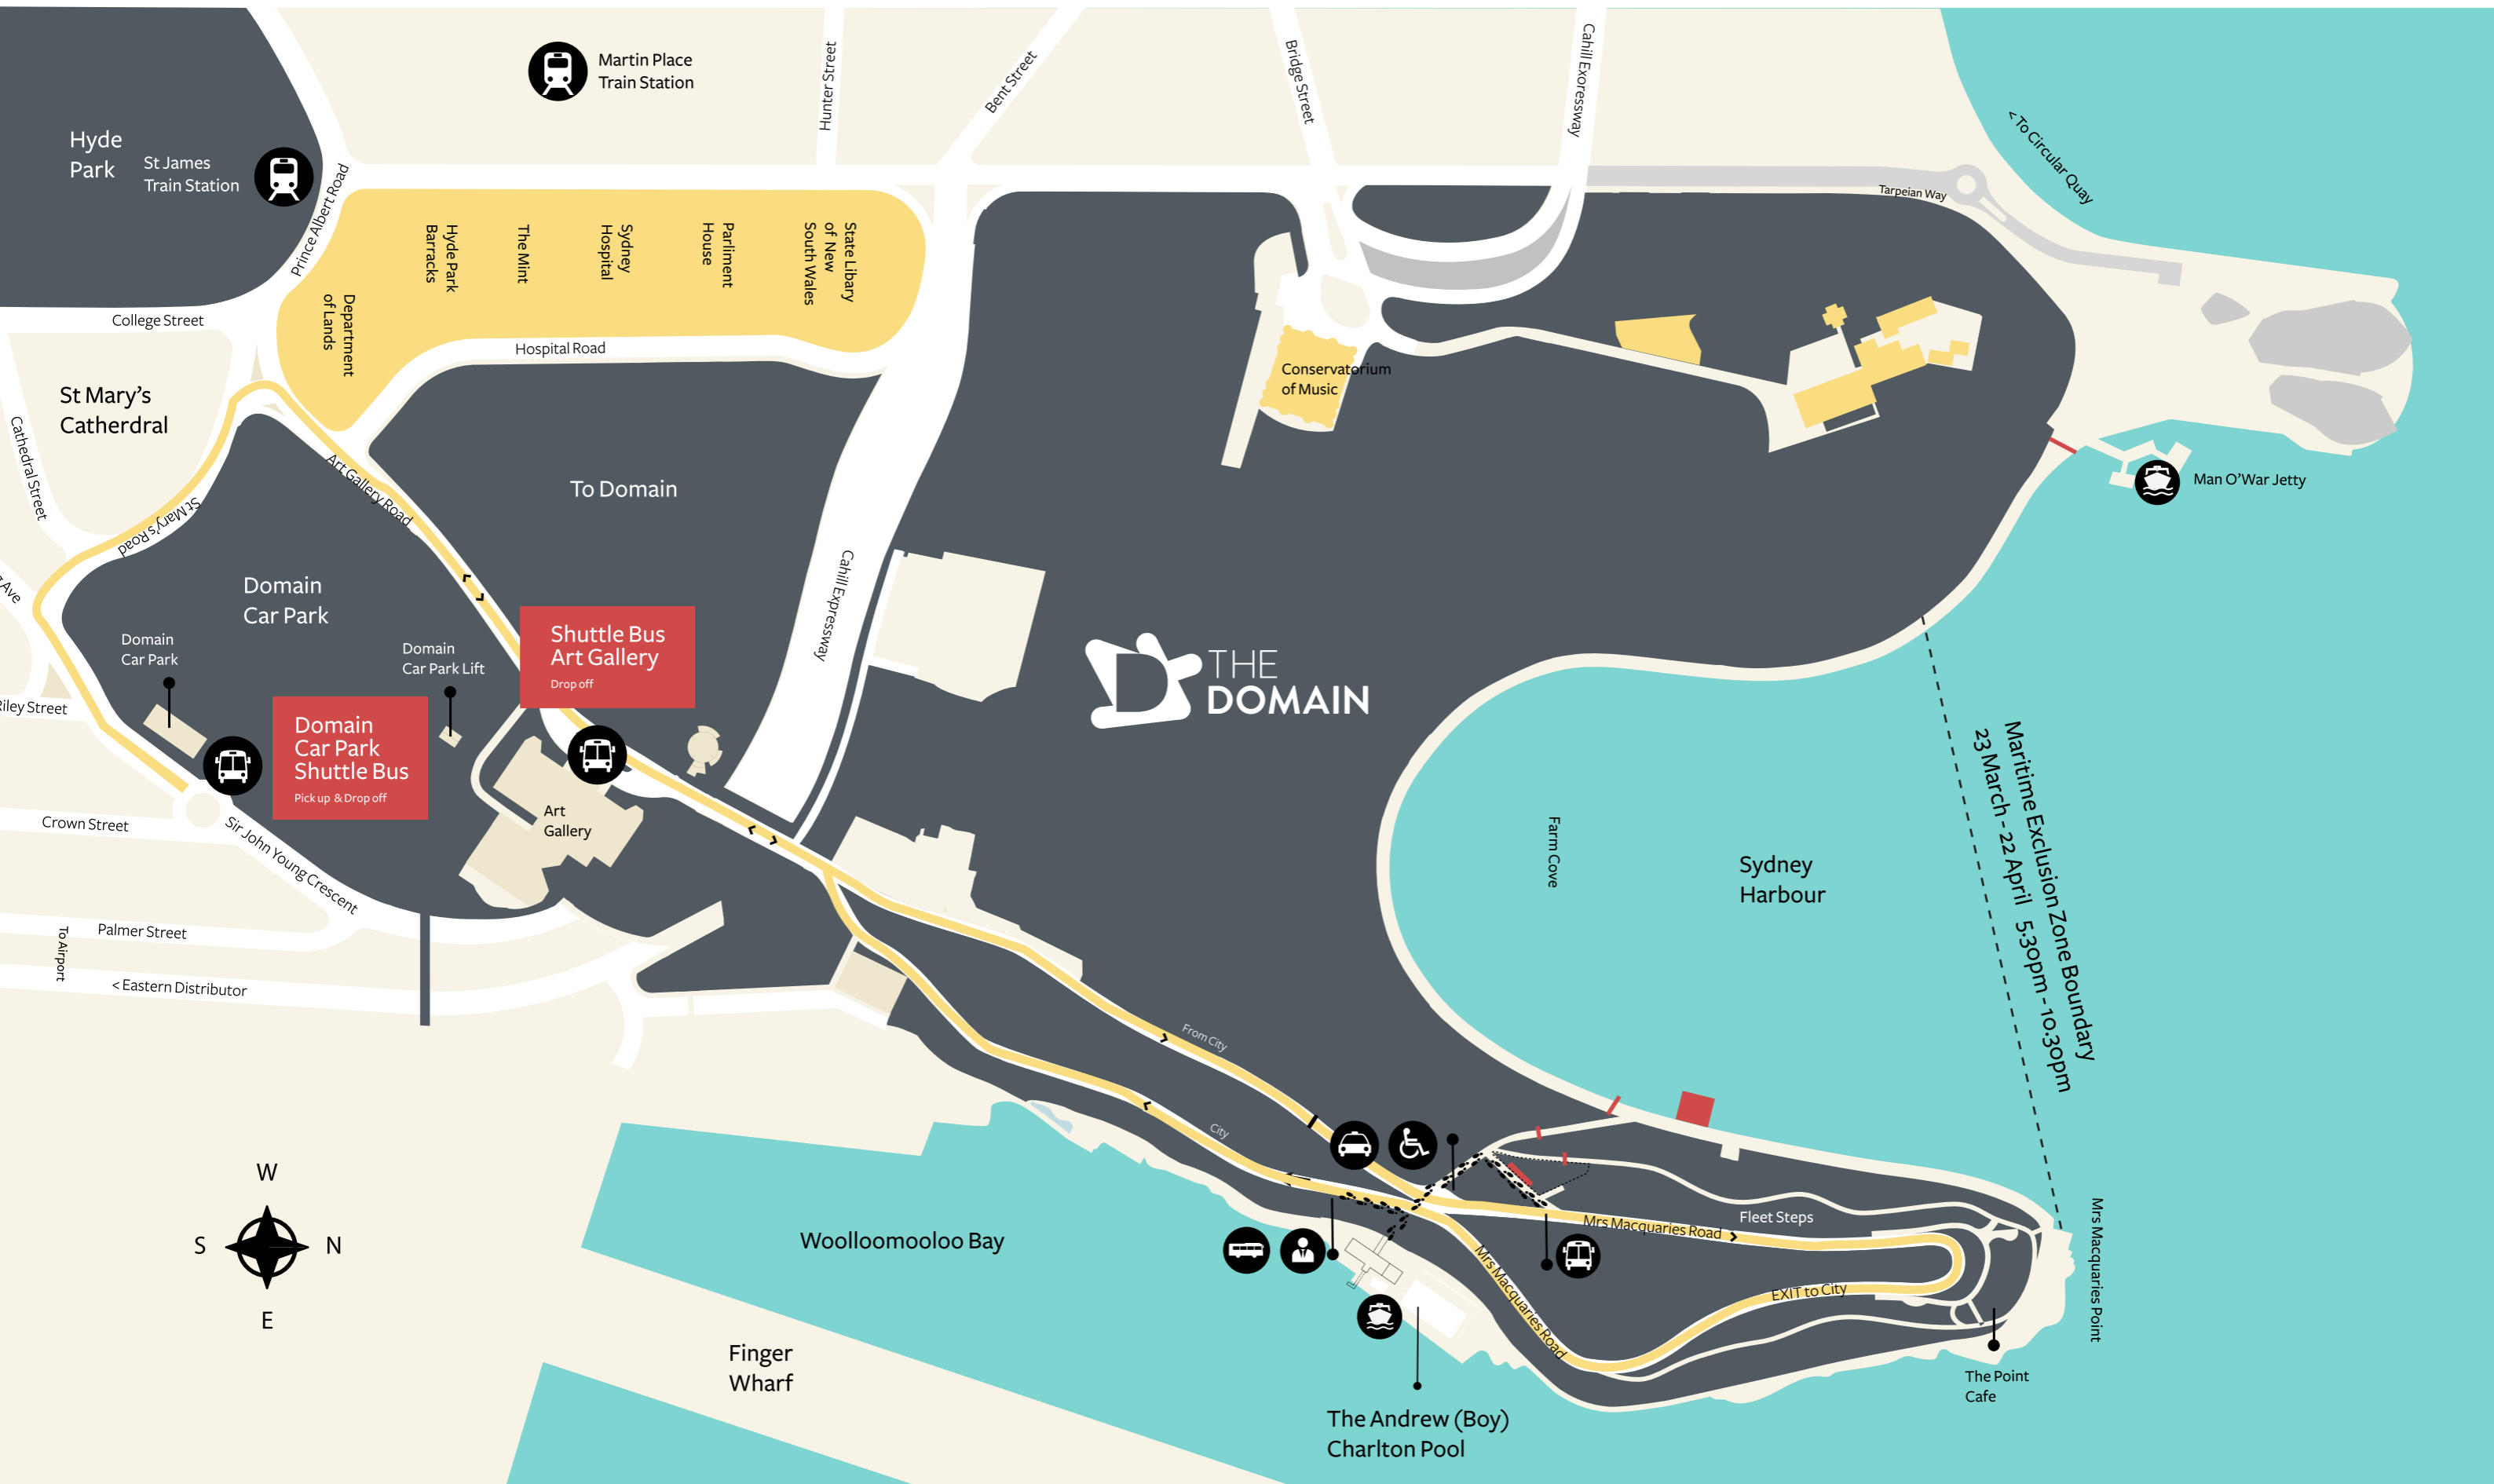 Martin Place
Train Station
Hunter Street
Bent Street
Bridge Street
Cahill Exoressway
< To Circular Quay
Hyde
Park
St James
Train Station
Prince Albert Road
Tarpeian Way
Hyde Park
Barracks
The Mint
Sydney
Hospital
Parliment
House
State Libary
of New
South Wales
Department
of Lands
College Street
Hospital Road
Conservatorium
of Music
St Mary's
Catherdral
Cathedral Street
Art Gallery Road
St Mary's Road
To Domain
Man O'War Jetty
Ave
Domain
Car Park
Domain
Car Park
Domain
Car Park Lift
Shuttle Bus
Art Gallery
Drop off
Cahill Expressway
D THE
DOMAIN
Riley Street
Domain
Car Park
Shuttle Bus
Pick up & Drop off
Art
Gallery
Crown Street
Sir John Young Crescent
Farm Cove
Sydney
Harbour
Maritime Exclusion Zone Boundary
23 March - 22 April 5.30pm - 10.30pm
Palmer Street
To Airport
< Eastern Distributor
From City
City
W
S
N
E
Woolloomooloo Bay
Fleet Steps
Mrs Macquaries Road
Mrs Macquaries Road
EXIT to City
Mrs Macquaries Point
Finger
Wharf
The Point
Cafe
The Andrew (Boy)
Charlton Pool